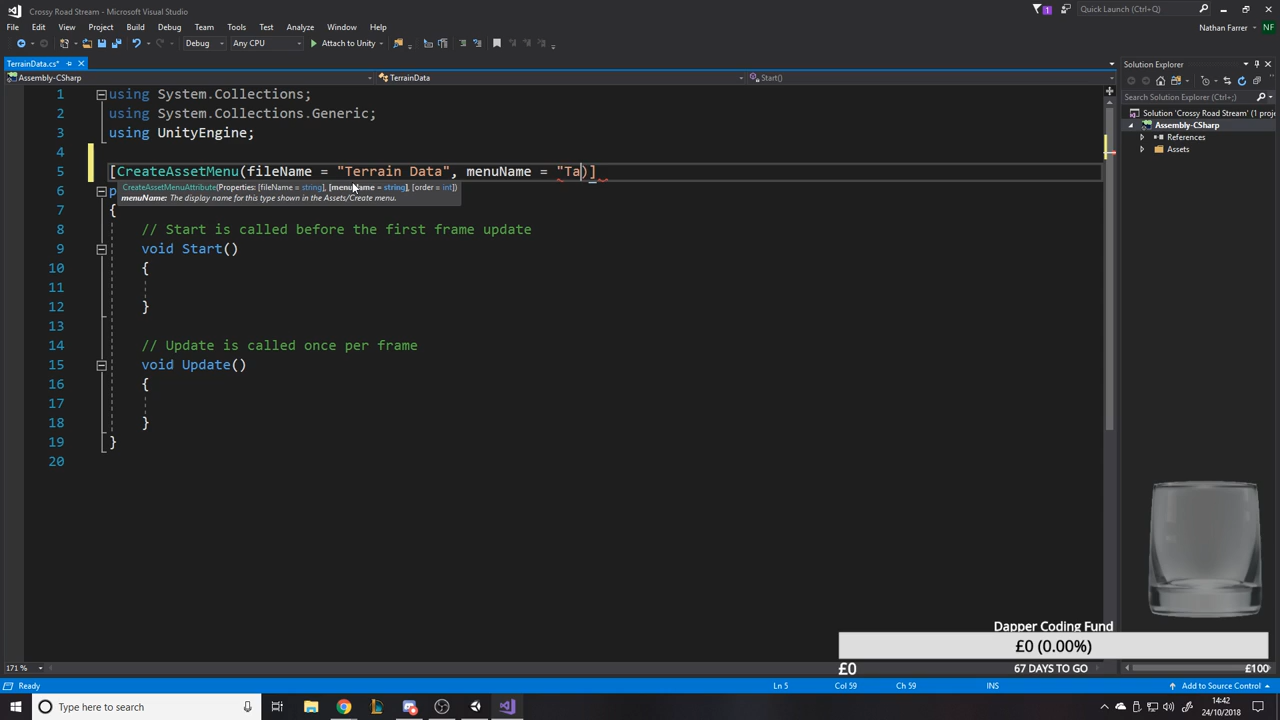 Crossy Road Stream - Microsoft Visual Studio
Quick Launch (Ctrl+Q)
File Edit View Project Build Debug Team Tools Test Analyze Window Help
Nathan Farrer NF
Debug Any CPU Attach to Unity
TerrainData.cs*
Solution Explorer
Assembly-CSharp TerrainData Start()
Search Solution Explorer (Ctrl+;)
Solution 'Crossy Road Stream' (1 proje
Assembly-CSharp
References
Assets
1 using System.Collections;
2 using System.Collections.Generic;
3 using UnityEngine;
4
5 [CreateAssetMenu(fileName = "Terrain Data", menuName = "Ta)]
CreateAssetMenuAttribute(Properties: [fileName = string], [menuName = string], [order = int])
menuName: The display name for this type shown in the Assets/Create menu.
6 p
7 {
8 // Start is called before the first frame update
9 void Start()
10 {
11
12 }
13
14 // Update is called once per frame
15 void Update()
16 {
17
18 }
19 }
20
Dapper Coding Fund
£0 (0.00%)
£0 67 DAYS TO GO £100
171 %
Ready Ln 5 Col 59 Ch 59 INS Add to Source Control
Type here to search
14:42
24/10/2018